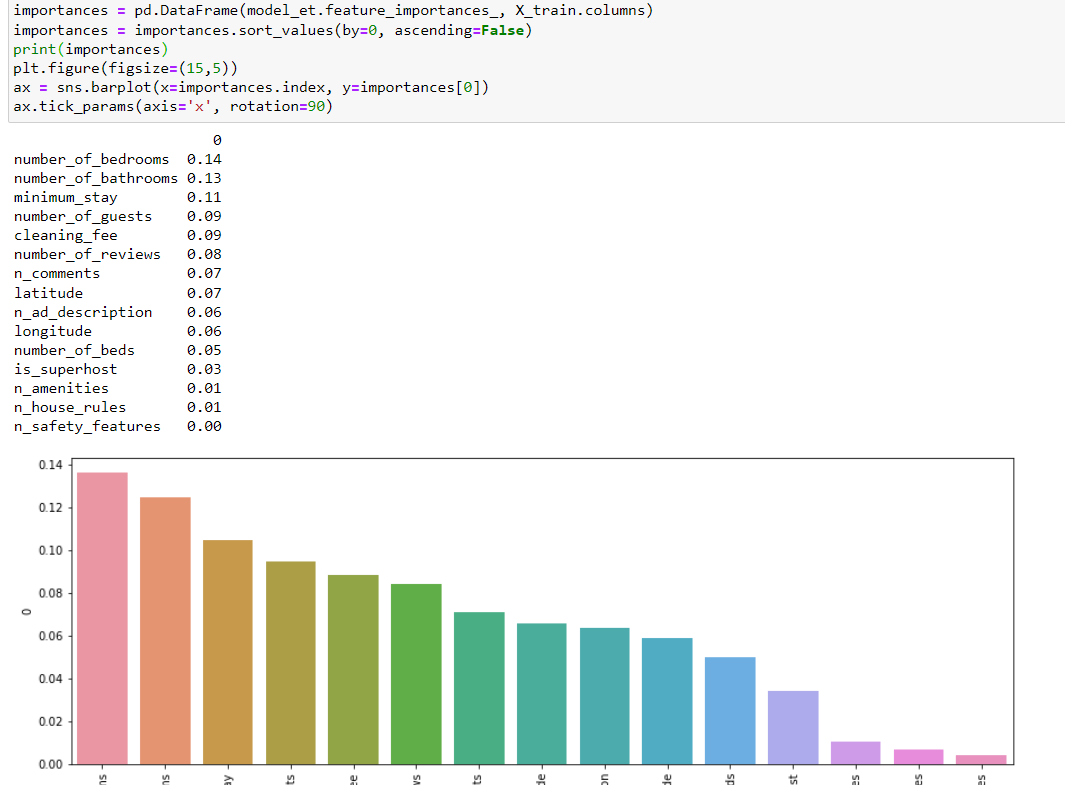 importances = pd.DataFrame(model_et.feature_importances_, X_train.columns)
importances = importances.sort_values(by=0, ascending=False)
print(importances)
plt.figure(figsize=(15,5))
ax = sns.barplot(x=importances.index, y=importances[0])
ax.tick_params(axis='x', rotation=90)
0
number_of_bedrooms 0.14
number_of_bathrooms 0.13
minimum_stay 0.11
number_of_guests 0.09
cleaning_fee 0.09
number_of_reviews 0.08
n_comments 0.07
latitude 0.07
n_ad_description 0.06
longitude 0.06
number_of_beds 0.05
is_superhost 0.03
n_amenities 0.01
n_house_rules 0.01
n_safety_features 0.00
0.14
0.12
0.10
0.08
0
0.06
0.04
0.02
0.00
ns
ns
ay
ts
ee
ws
ts
de
on
de
ds
st
es
es
es